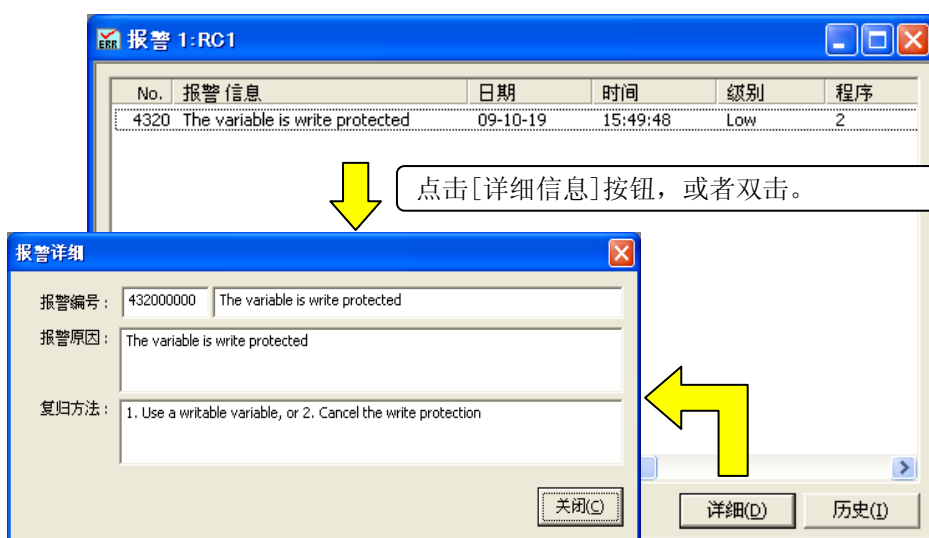 ERR 报警 1:RC1
No. 报警信息 日期 时间 级别 程序
4320 The variable is write protected 09-10-19 15:49:48 Low 2
点击[详细信息]按钮，或者双击。
报警详细
报警编号： 432000000 The variable is write protected
报警原因： The variable is write protected
复归方法： 1. Use a writable variable, or 2. Cancel the write protection
关闭(C) 详细(D) 历史(I)